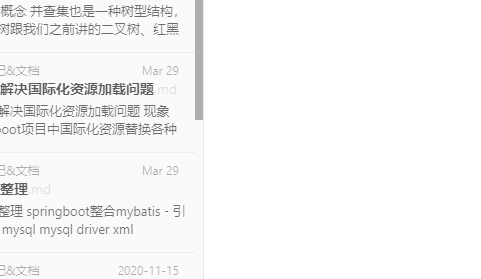 概念 并查集也是一种树型结构，
树跟我们之前讲的二叉树、红黑
&文档 Mar 29
解决国际化资源加载问题.md
解决国际化资源加载问题 现象
boot项目中国际化资源替换各种
&文档 Mar 29
整理.md
整理 springboot整合mybatis - 引
mysql mysql driver xml
&文档 2020-11-15